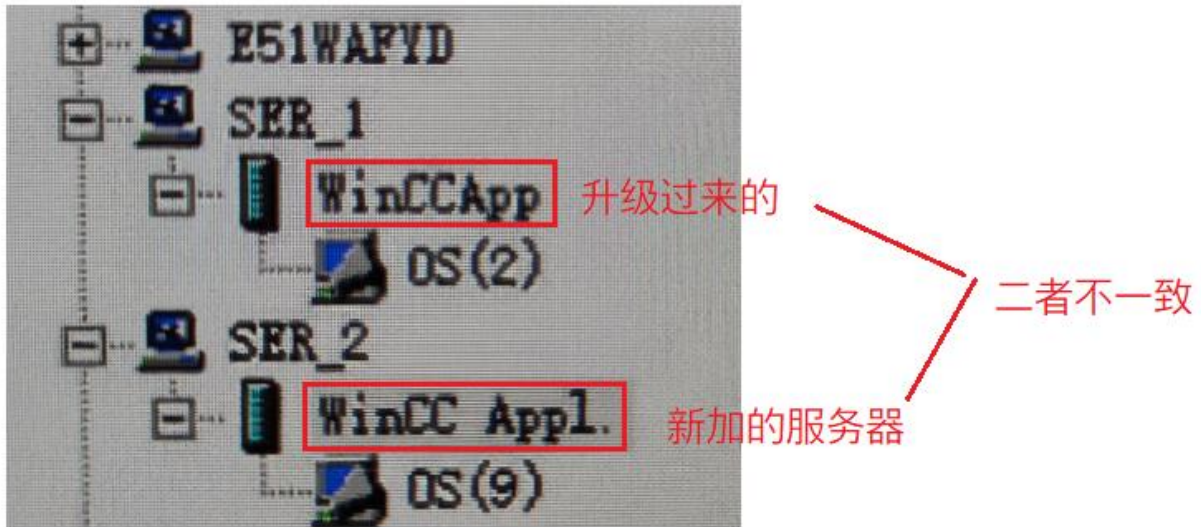 E51WAFYD
SER_1
WinCCApp
升级过来的
OS(2)
二者不一致
SER_2
WinCC Appl.
新加的服务器
OS(9)